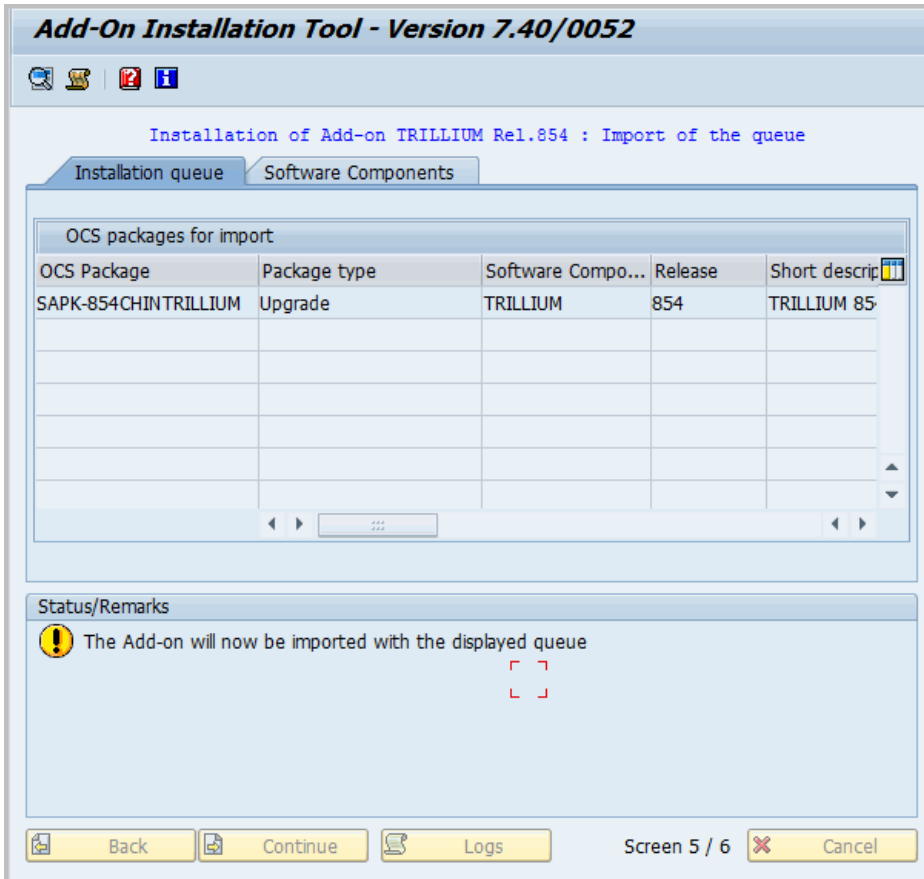 Add-On Installation Tool - Version 7.40/0052
Installation of Add-on TRILLIUM Rel.854 : Import of the queue
Installation queue Software Components
OCS packages for import
OCS Package Package type Software Compo... Release Short descrip
SAPK-854CHINTRILLIUM Upgrade TRILLIUM 854 TRILLIUM 85
Status/Remarks
The Add-on will now be imported with the displayed queue
Back Continue Logs Screen 5 / 6 Cancel